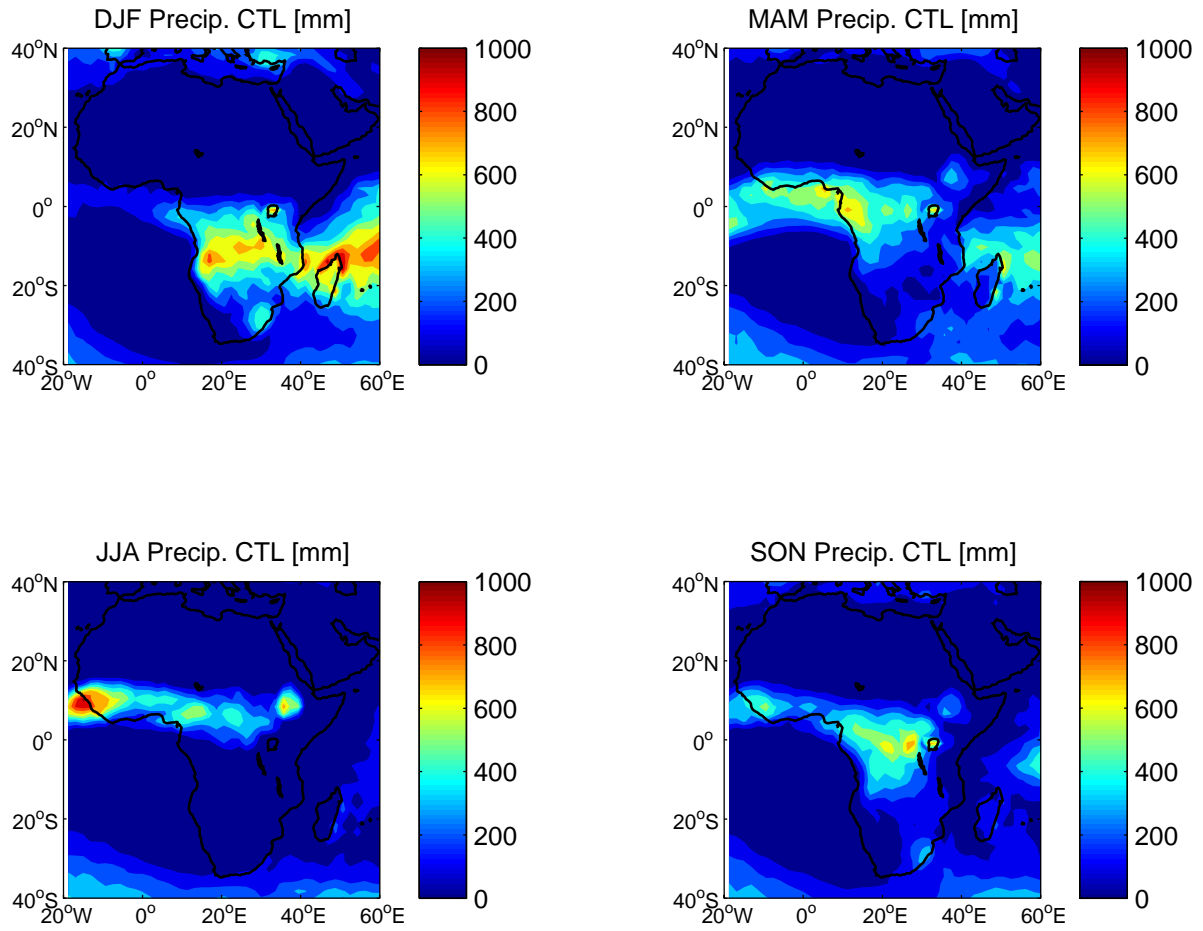 DJF Precip. CTL [mm]
40°N
20°N
0°
20°S
40°S
20°W 0° 20°E 40°E 60°E
1000
800
600
400
200
0
MAM Precip. CTL [mm]
40°N
20°N
0°
20°S
40°S
20°W 0° 20°E 40°E 60°E
1000
800
600
400
200
0
JJA Precip. CTL [mm]
40°N
20°N
0°
20°S
40°S
20°W 0° 20°E 40°E 60°E
1000
800
600
400
200
0
SON Precip. CTL [mm]
40°N
20°N
0°
20°S
40°S
20°W 0° 20°E 40°E 60°E
1000
800
600
400
200
0